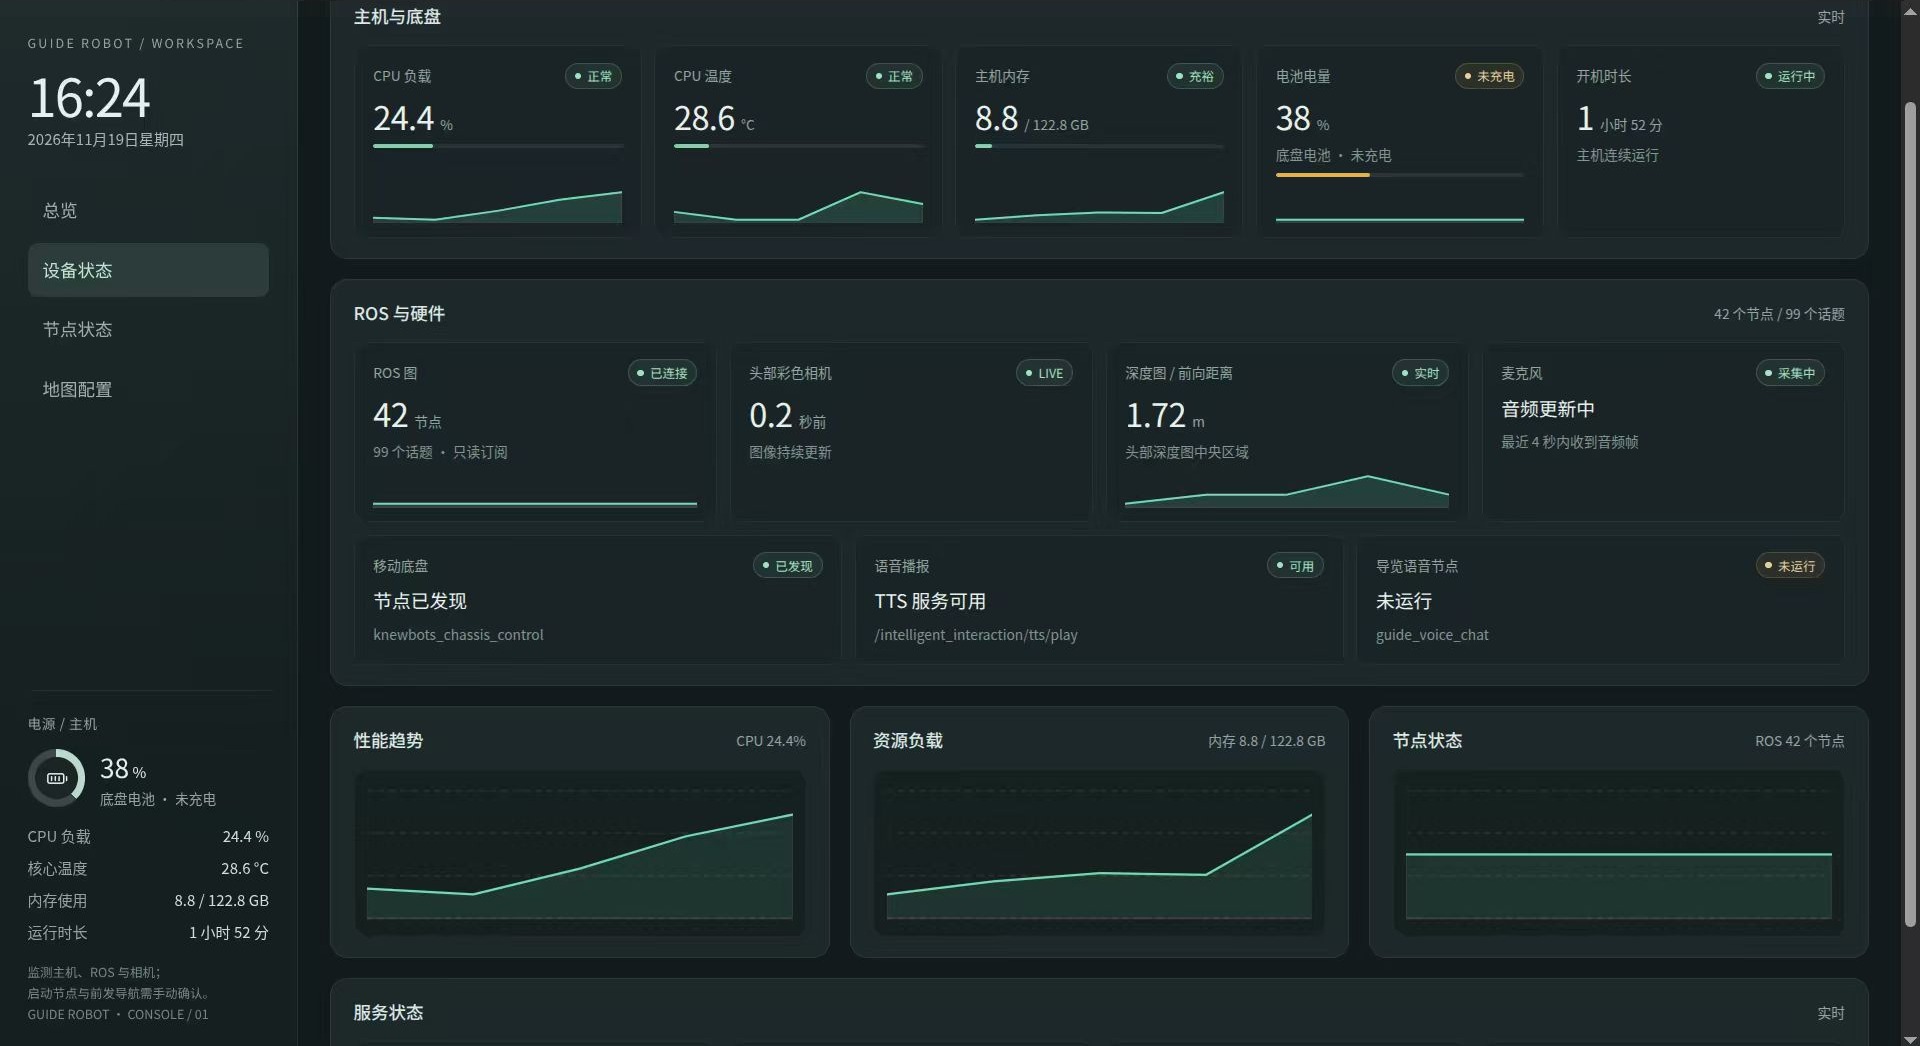 GUIDE ROBOT / WORKSPACE
16:24
2026年11月19日星期四
总览
设备状态
节点状态
地图配置
电源 / 主机
38 %
底盘电池 · 未充电
CPU 负载 24.4 %
核心温度 28.6 °C
内存使用 8.8 / 122.8 GB
运行时长 1 小时 52 分
监测主机、ROS 与相机；
启动节点与前发导航需手动确认。
GUIDE ROBOT · CONSOLE / 01
主机与底盘 实时
CPU 负载 正常
24.4 %
CPU 温度 正常
28.6 °C
主机内存 充裕
8.8 / 122.8 GB
电池电量 未充电
38 %
底盘电池 · 未充电
开机时长 运行中
1 小时 52 分
主机连续运行
ROS 与硬件 42 个节点 / 99 个话题
ROS 图 已连接
42 节点
99 个话题 · 只读订阅
头部彩色相机 LIVE
0.2 秒前
图像持续更新
深度图 / 前向距离 实时
1.72 m
头部深度图中央区域
麦克风 采集中
音频更新中
最近 4 秒内收到音频帧
移动底盘 已发现
节点已发现
knewbots_chassis_control
语音播报 可用
TTS 服务可用
/intelligent_interaction/tts/play
导览语音节点 未运行
未运行
guide_voice_chat
性能趋势 CPU 24.4%
资源负载 内存 8.8 / 122.8 GB
节点状态 ROS 42 个节点
服务状态 实时